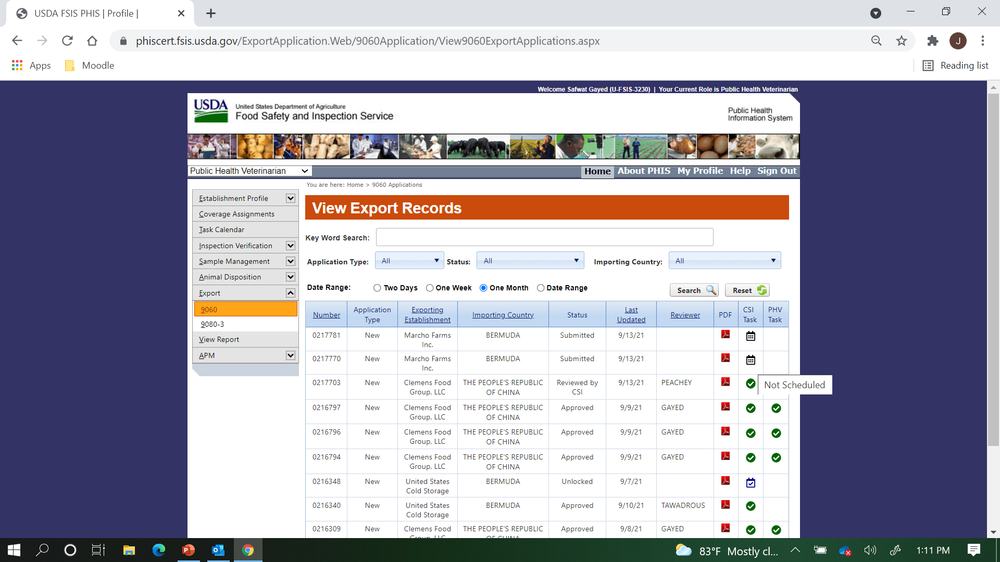 USDA FSIS PHIS | Profile |
phiscert.fsis.usda.gov/ExportApplication.Web/9060Application/View9060ExportApplications.aspx
J
Apps Moodle Reading list
Welcome Safwat Gayed (U-FSIS-3230) | Your Current Role is Public Health Veterinarian
USDA
United States Department of Agriculture
Food Safety and Inspection Service
Public Health
Information System
Public Health Veterinarian
Home About PHIS My Profile Help Sign Out
You are here: Home > 9060 Applications
Establishment Profile
Coverage Assignments
Task Calendar
Inspection Verification
Sample Management
Animal Disposition
Export
9060
9080-3
View Report
APM
View Export Records
Key Word Search:
Application Type: All Status: All Importing Country: All
Date Range: Two Days One Week One Month Date Range Search Reset
Number Application Type Exporting Establishment Importing Country Status Last Updated Reviewer PDF CSI Task PHV Task
0217781 New Marcho Farms Inc. BERMUDA Submitted 9/13/21
0217770 New Marcho Farms Inc. BERMUDA Submitted 9/13/21
0217703 New Clemens Food Group, LLC THE PEOPLE'S REPUBLIC OF CHINA Reviewed by CSI 9/13/21 PEACHEY
Not Scheduled
0216797 New Clemens Food Group, LLC THE PEOPLE'S REPUBLIC OF CHINA Approved 9/9/21 GAYED
0216796 New Clemens Food Group, LLC THE PEOPLE'S REPUBLIC OF CHINA Approved 9/9/21 GAYED
0216794 New Clemens Food Group, LLC THE PEOPLE'S REPUBLIC OF CHINA Approved 9/9/21 GAYED
0216348 New United States Cold Storage BERMUDA Unlocked 9/7/21
0216340 New United States Cold Storage BERMUDA Approved 9/10/21 TAWADROUS
0216309 New Clemens Food Group, LLC THE PEOPLE'S REPUBLIC OF CHINA Approved 9/8/21 GAYED
83°F Mostly cl... 1:11 PM